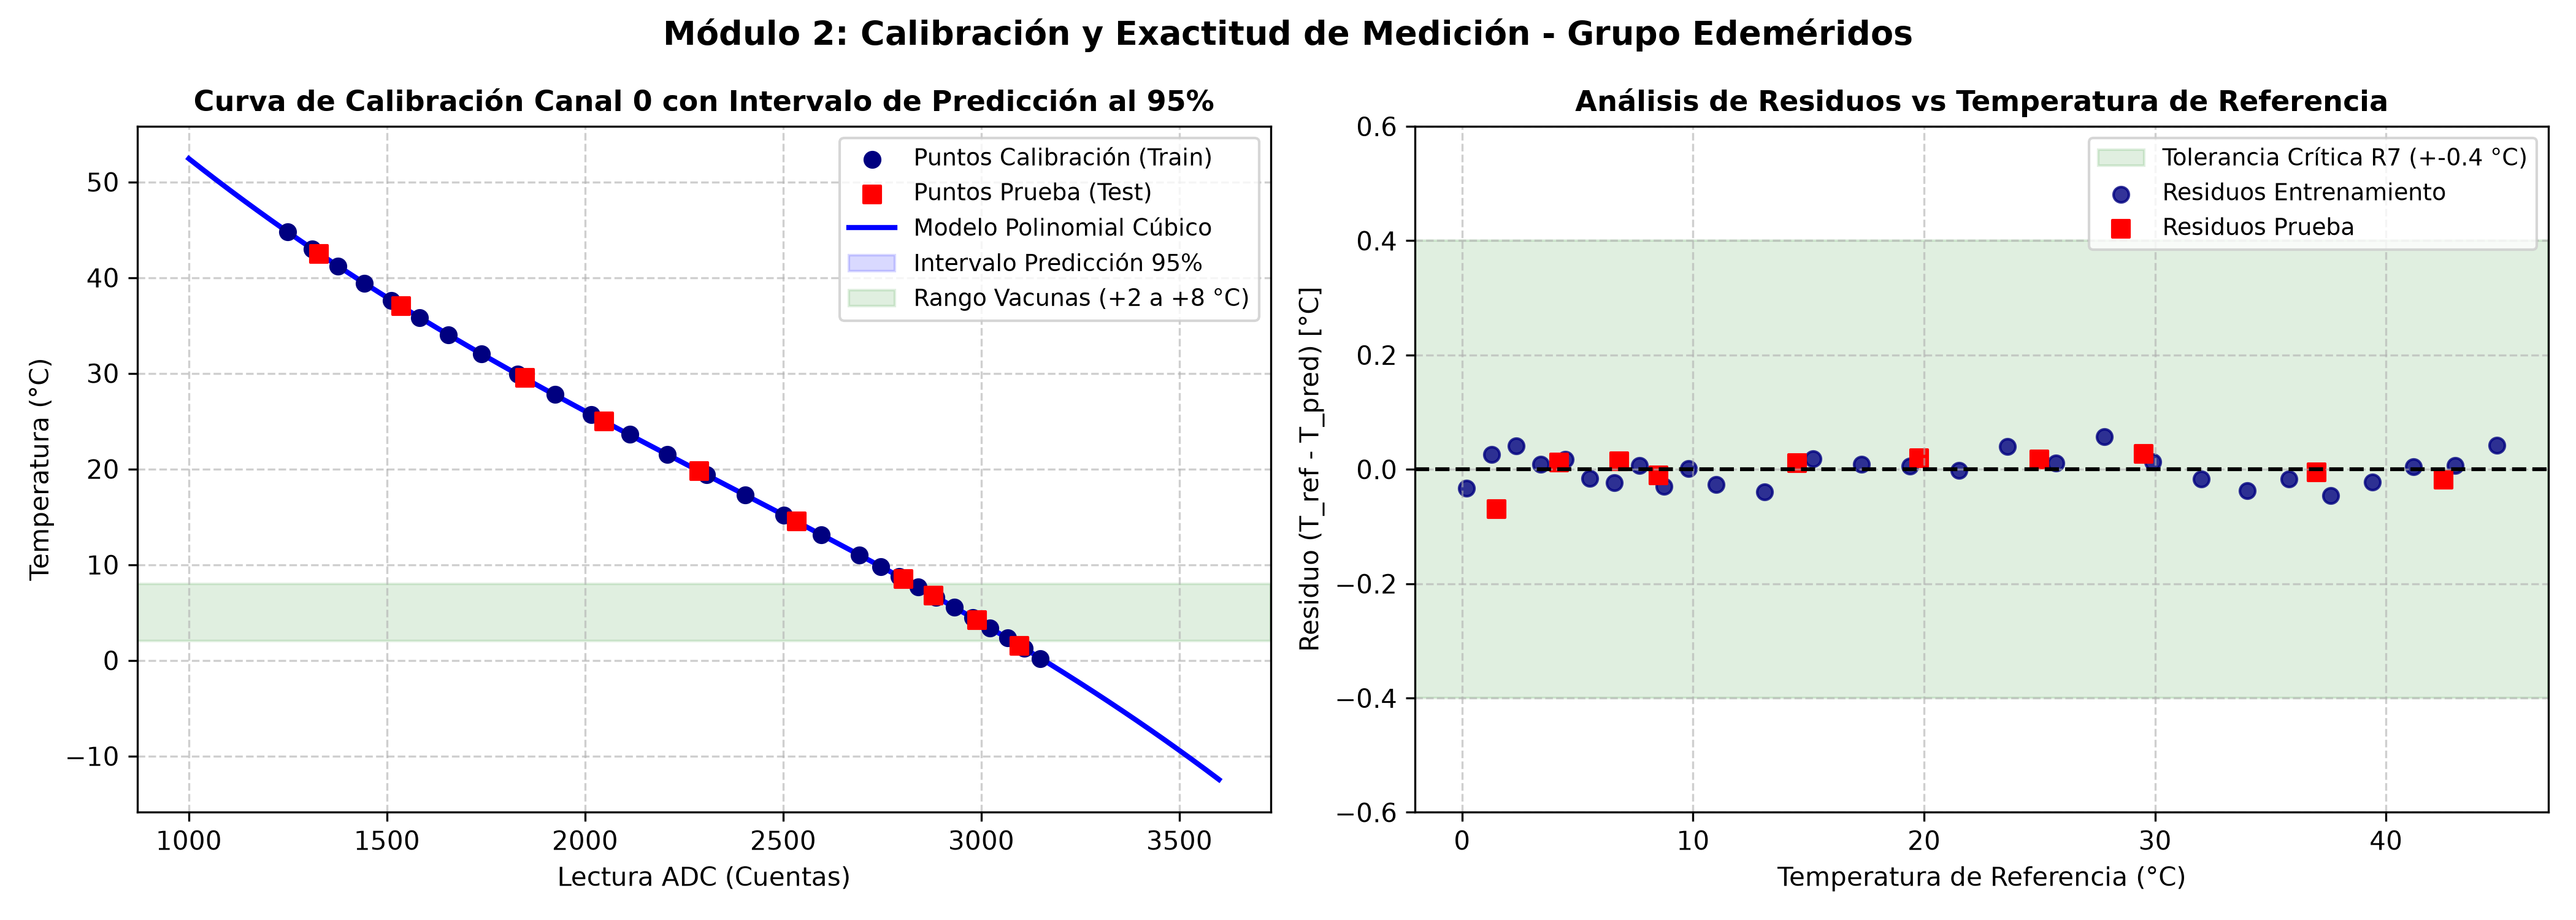 Módulo 2: Calibración y Exactitud de Medición - Grupo Edeméridos
Curva de Calibración Canal 0 con Intervalo de Predicción al 95%
Puntos Calibración (Train)
Puntos Prueba (Test)
Modelo Polinomial Cúbico
Intervalo Predicción 95%
Rango Vacunas (+2 a +8 °C)
Temperatura (°C)
50
40
30
20
10
0
−10
1000 1500 2000 2500 3000 3500
Lectura ADC (Cuentas)
Análisis de Residuos vs Temperatura de Referencia
Tolerancia Crítica R7 (+-0.4 °C)
Residuos Entrenamiento
Residuos Prueba
Residuo (T_ref - T_pred) [°C]
0.6
0.4
0.2
0.0
−0.2
−0.4
−0.6
0 10 20 30 40
Temperatura de Referencia (°C)